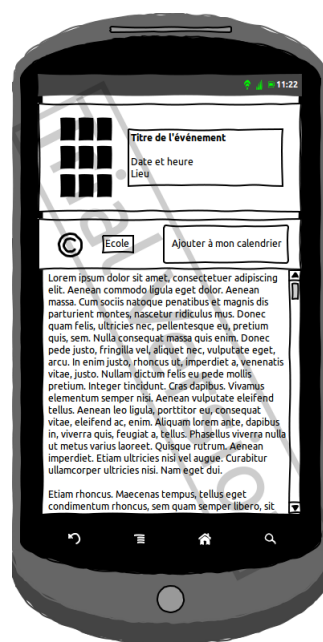 11:22
Titre de l'événement
Date et heure
Lieu
©
Ecole
Ajouter à mon calendrier
Lorem ipsum dolor sit amet, consectetuer adipiscing
elit. Aenean commodo ligula eget dolor. Aenean
massa. Cum sociis natoque penatibus et magnis dis
parturient montes, nascetur ridiculus mus. Donec
quam felis, ultricies nec, pellentesque eu, pretium
quis, sem. Nulla consequat massa quis enim. Donec
pede justo, fringilla vel, aliquet nec, vulputate eget,
arcu. In enim justo, rhoncus ut, imperdiet a, venenatis
vitae, justo. Nullam dictum felis eu pede mollis
pretium. Integer tincidunt. Cras dapibus. Vivamus
elementum semper nisi. Aenean vulputate eleifend
tellus. Aenean leo ligula, porttitor eu, consequat
vitae, eleifend ac, enim. Aliquam lorem ante, dapibus
in, viverra quis, feugiat a, tellus. Phasellus viverra nulla
ut metus varius laoreet. Quisque rutrum. Aenean
imperdiet. Etiam ultricies nisi vel augue. Curabitur
ullamcorper ultricies nisi. Nam eget dui.
Etiam rhoncus. Maecenas tempus, tellus eget
condimentum rhoncus, sem quam semper libero, sit